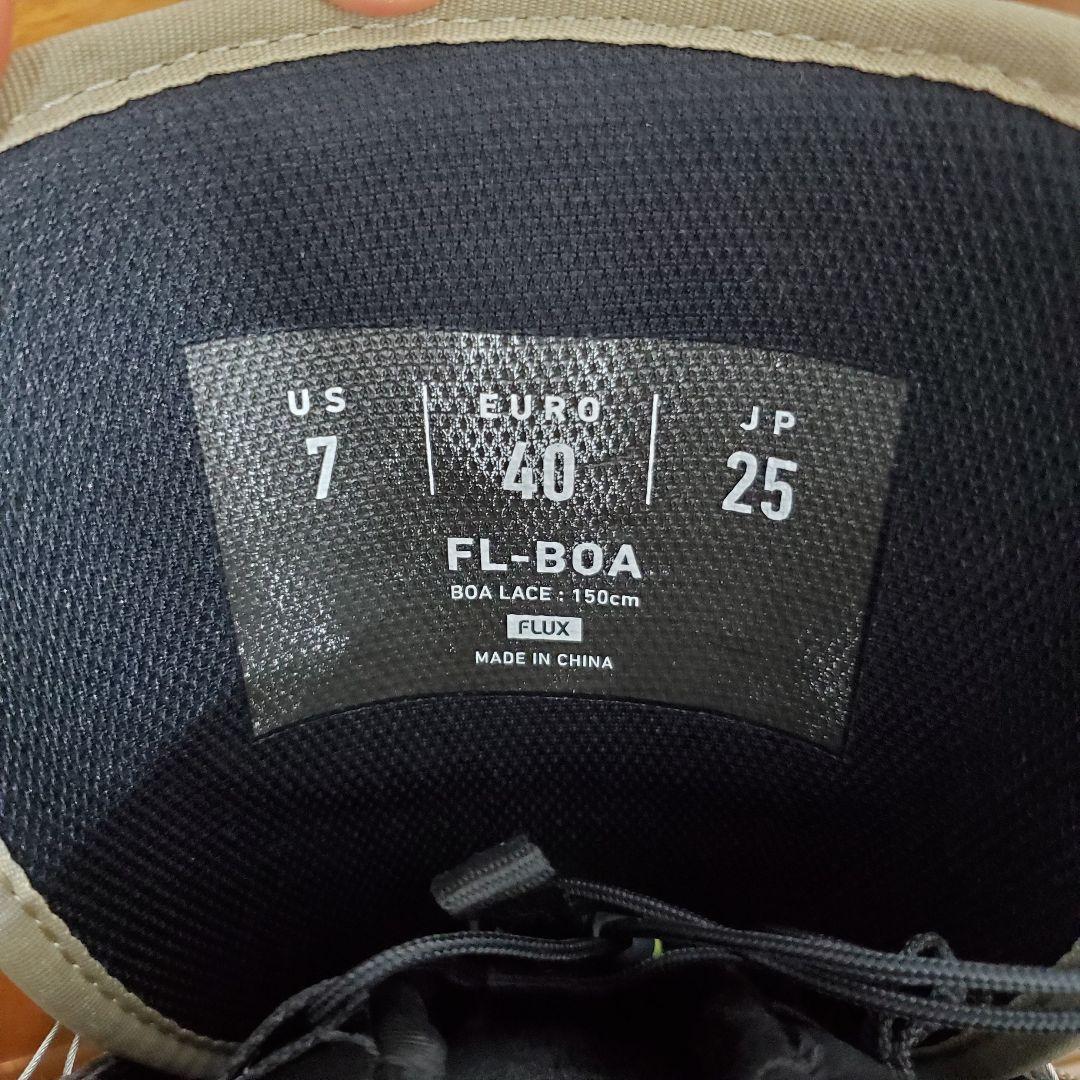 US EURO JP
7 40 25
FL-BOA
BOA LACE : 150cm
FLUX
MADE IN CHINA